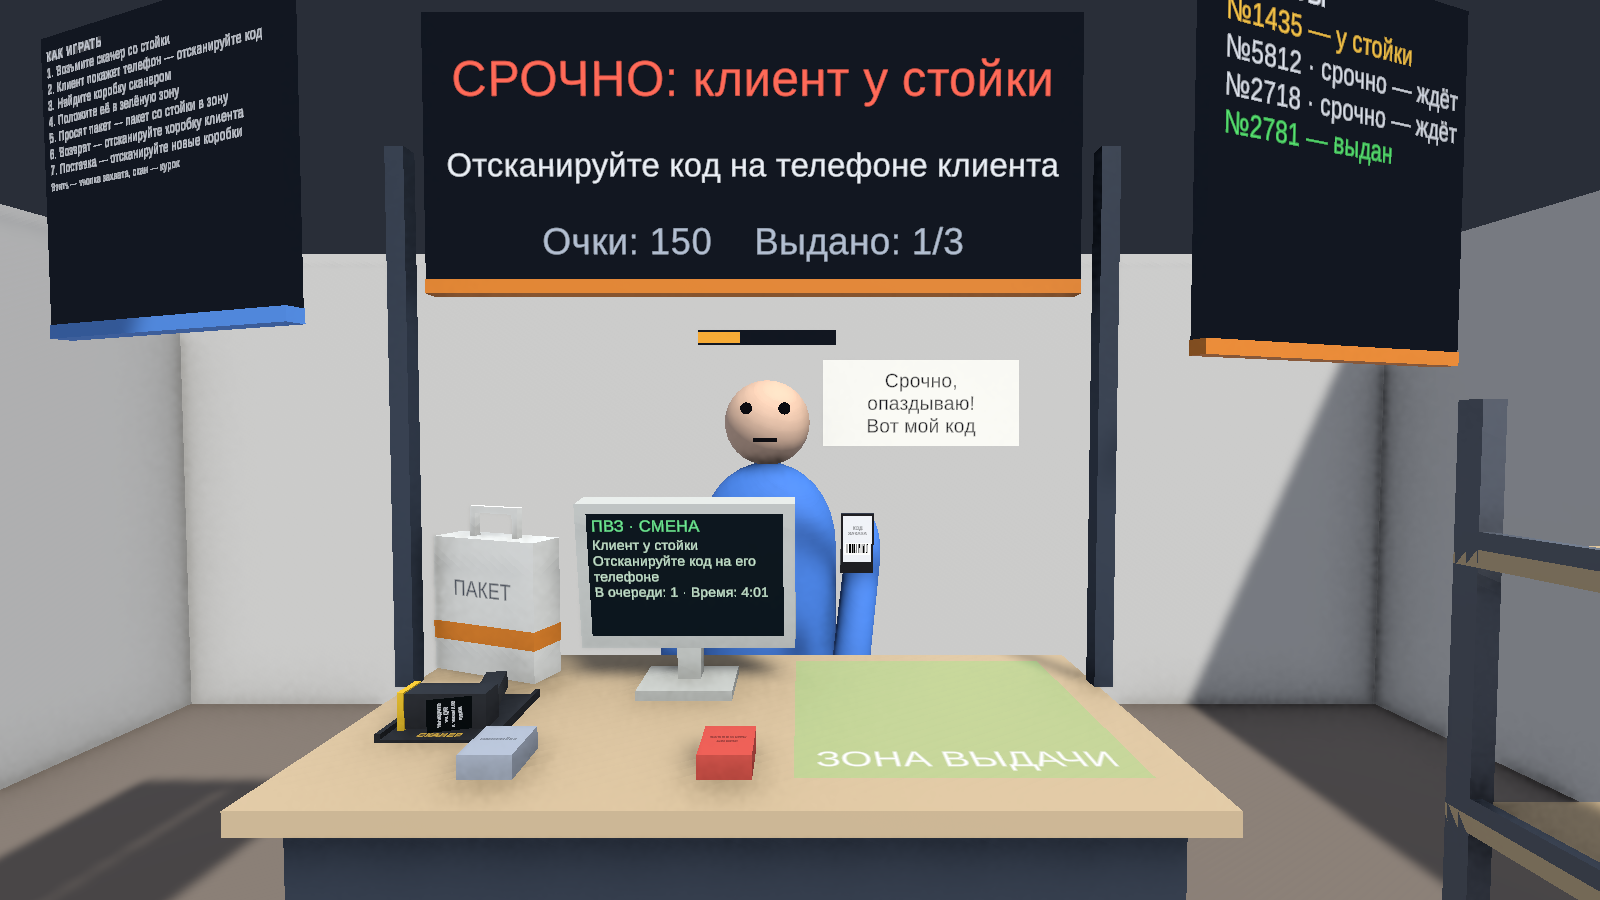 КАК ИГРАТЬ
1. Возьмите сканер со стойки
2. Клиент покажет телефон — отсканируйте код
3. Найдите коробку сканером
4. Положите её в зелёную зону
5. Просят пакет — пакет со стойки в зону
6. Возврат — отсканируйте коробку клиента
7. Поставка — отсканируйте новые коробки
СРОЧНО: клиент у стойки
Отсканируйте код на телефоне клиента
Очки: 150 Выдано: 1/3
№1435 — у стойки
№5812 · срочно — ждёт
№2718 · срочно — ждёт
№2781 — выдан
Срочно,
опаздываю!
Вот мой код
ПВЗ · СМЕНА
Клиент у стойки
Отсканируйте код на его
телефоне
В очереди: 1 · Время: 4:01
КОД
ЗАКАЗА
ПАКЕТ
СКАНЕР
ЗОНА ВЫДАЧИ